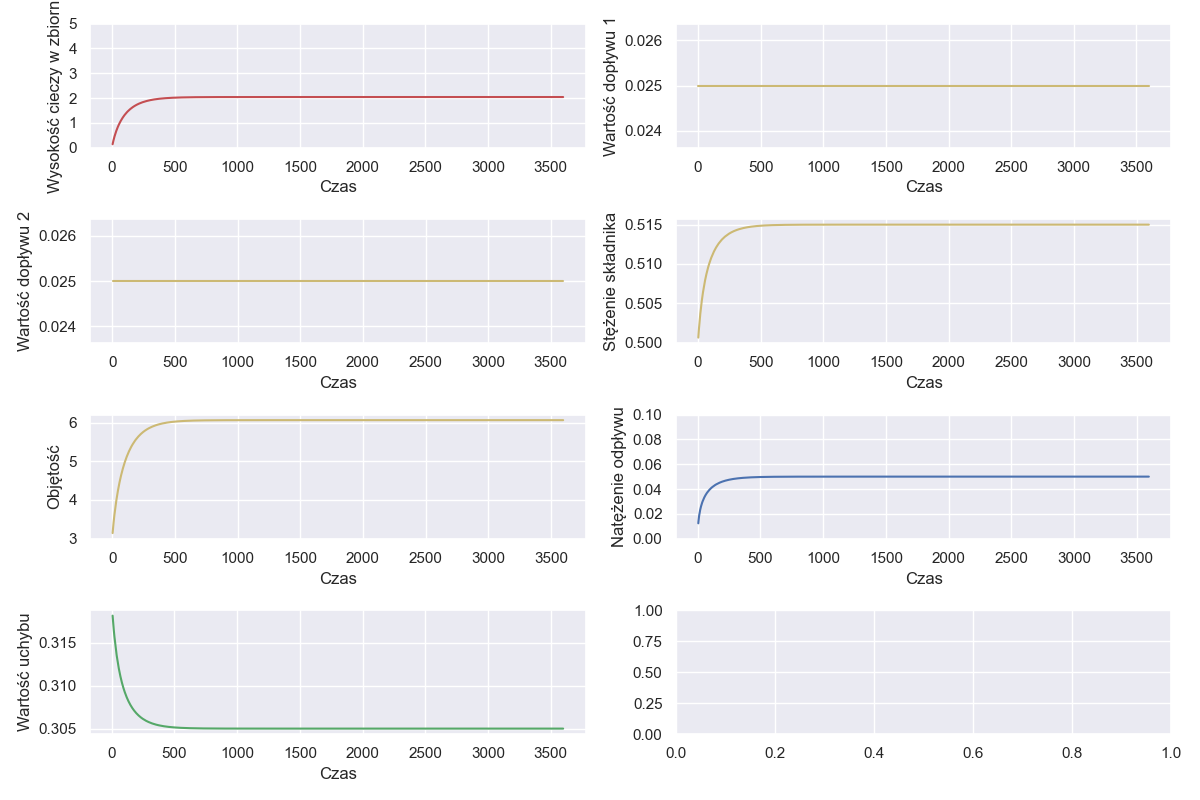 Wysokość cieczy w zbiorn
5
4
3
2
1
0
0 500 1000 1500 2000 2500 3000 3500
Czas
Wartość dopływu 1
0.026
0.025
0.024
0 500 1000 1500 2000 2500 3000 3500
Czas
Wartość dopływu 2
0.026
0.025
0.024
0 500 1000 1500 2000 2500 3000 3500
Czas
Stężenie składnika
0.515
0.510
0.505
0.500
0 500 1000 1500 2000 2500 3000 3500
Czas
Objętość
6
5
4
3
0 500 1000 1500 2000 2500 3000 3500
Czas
Natężenie odpływu
0.10
0.08
0.06
0.04
0.02
0.00
0 500 1000 1500 2000 2500 3000 3500
Czas
Wartość uchybu
0.315
0.310
0.305
0 500 1000 1500 2000 2500 3000 3500
Czas
1.00
0.75
0.50
0.25
0.00
0.0 0.2 0.4 0.6 0.8 1.0